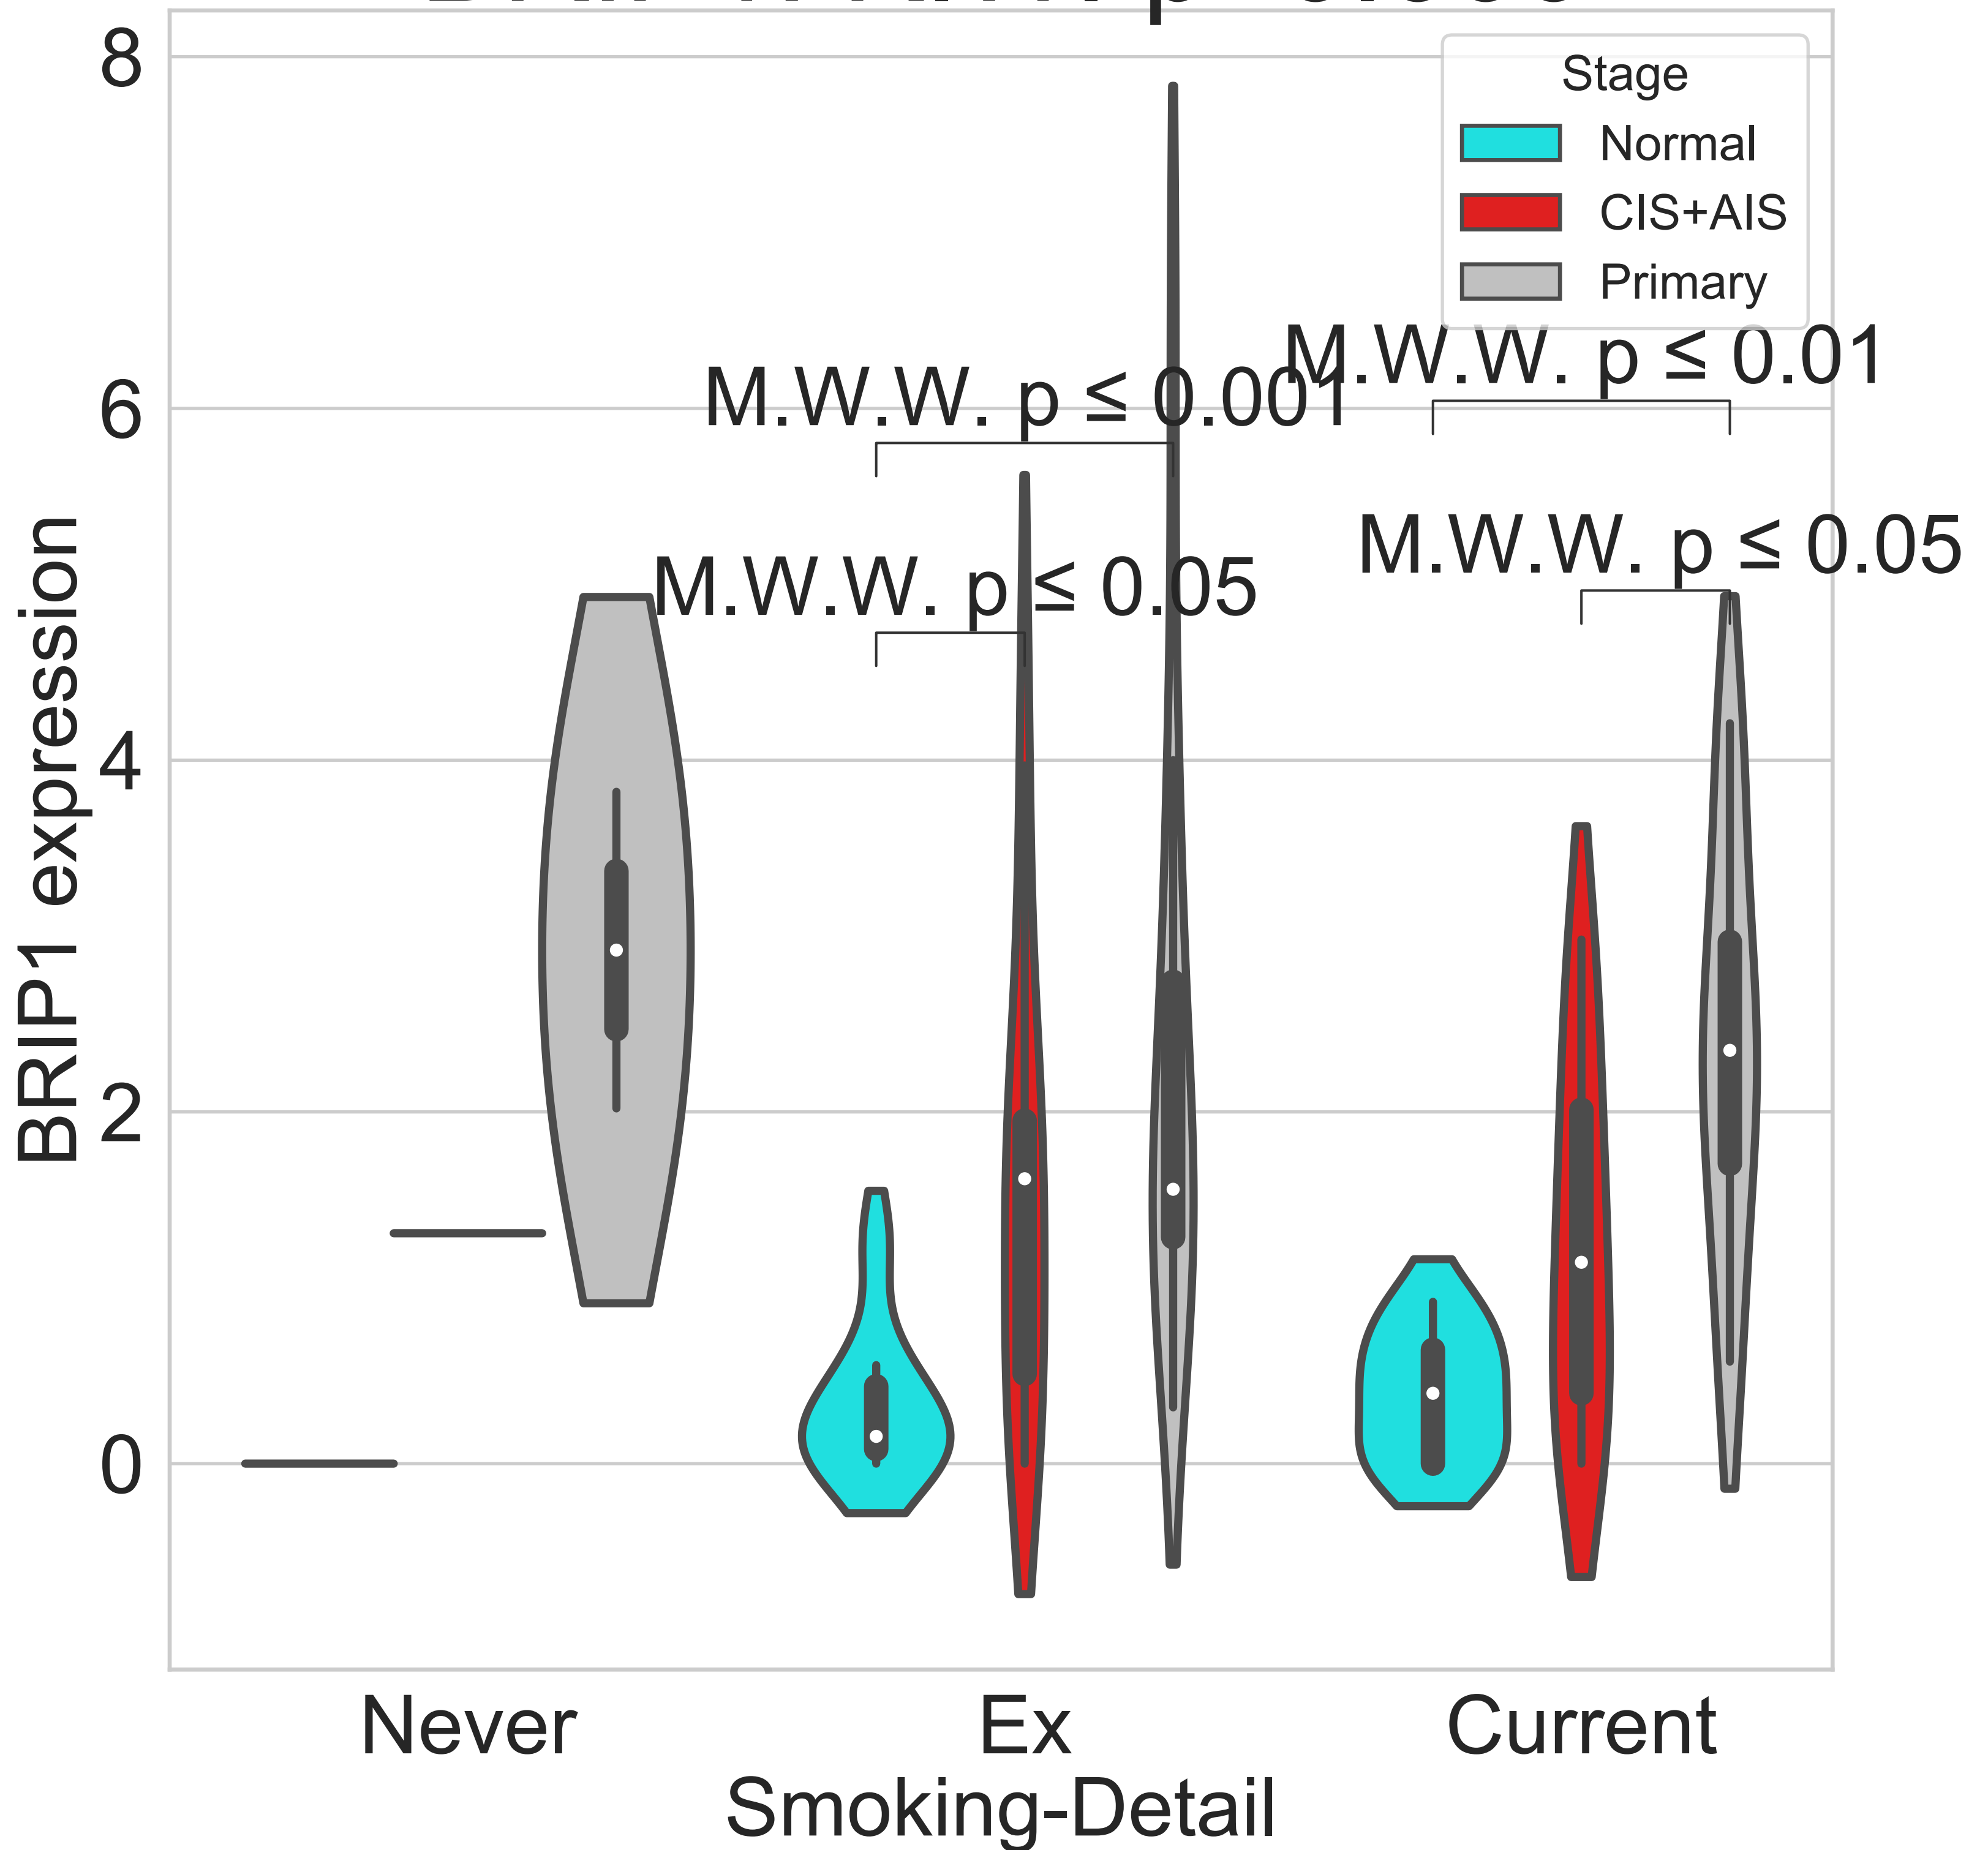 8
6
4
2
0
BRIP1 expression
Stage
Normal
CIS+AIS
Primary
M.W.W. p ≤ 0.01
M.W.W. p ≤ 0.001
M.W.W. p ≤ 0.05
M.W.W. p ≤ 0.05
Never
Ex
Current
Smoking-Detail